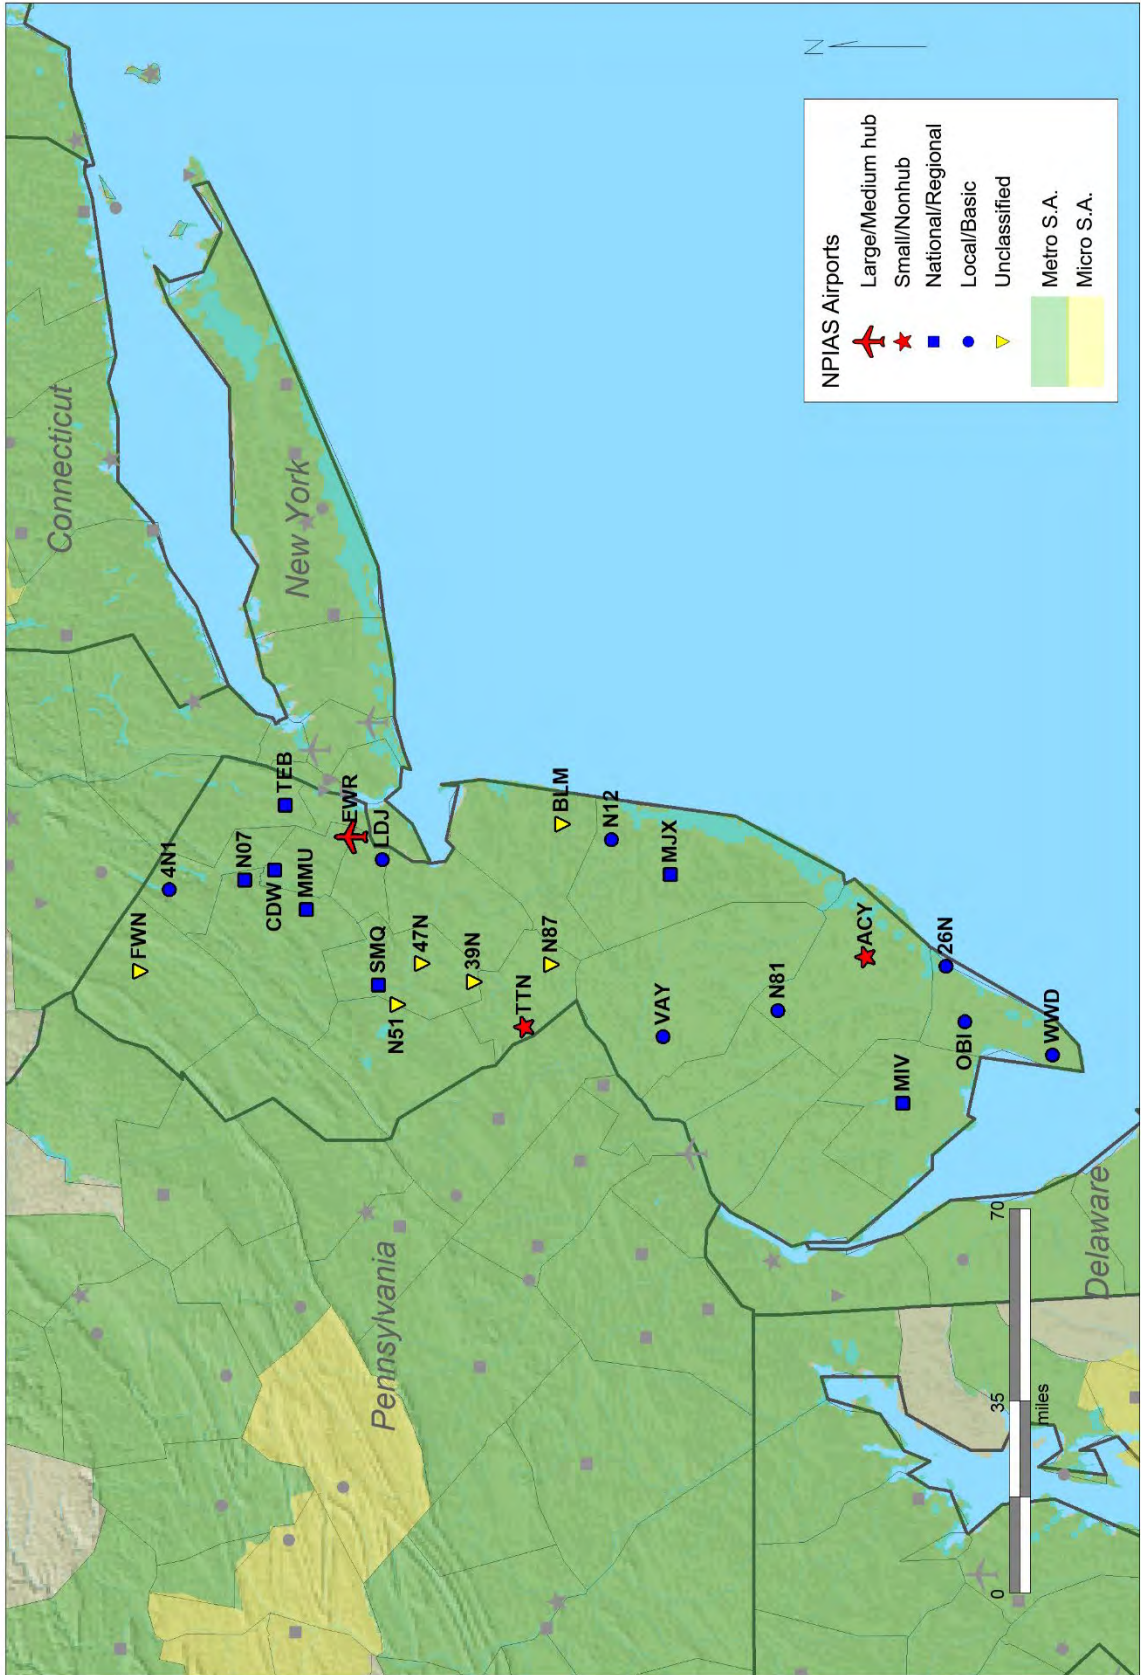 Connecticut
New York
Pennsylvania
Delaware
FWN
4N1
N07
CDW
TEB
MMU
EWR
LDJ
SMQ
N51
47N
39N
TTN
N87
BLM
N12
MJX
VAY
N81
ACY
MIV
26N
OBI
WWD
N
NPIAS Airports
Large/Medium hub
Small/Nonhub
National/Regional
Local/Basic
Unclassified
Metro S.A.
Micro S.A.
0 35 70
miles